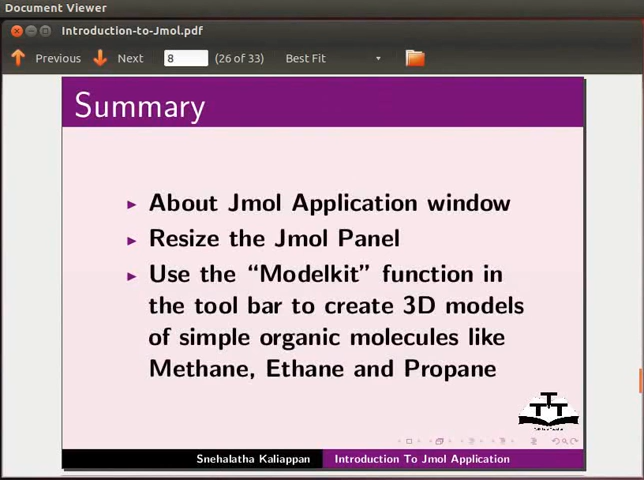 Document Viewer
Introduction-to-Jmol.pdf
Previous Next 8 (26 of 33) Best Fit
Summary
About Jmol Application window
Resize the Jmol Panel
Use the “Modelkit” function in
the tool bar to create 3D models
of simple organic molecules like
Methane, Ethane and Propane
TTT
Snehalatha Kaliappan Introduction To Jmol Application